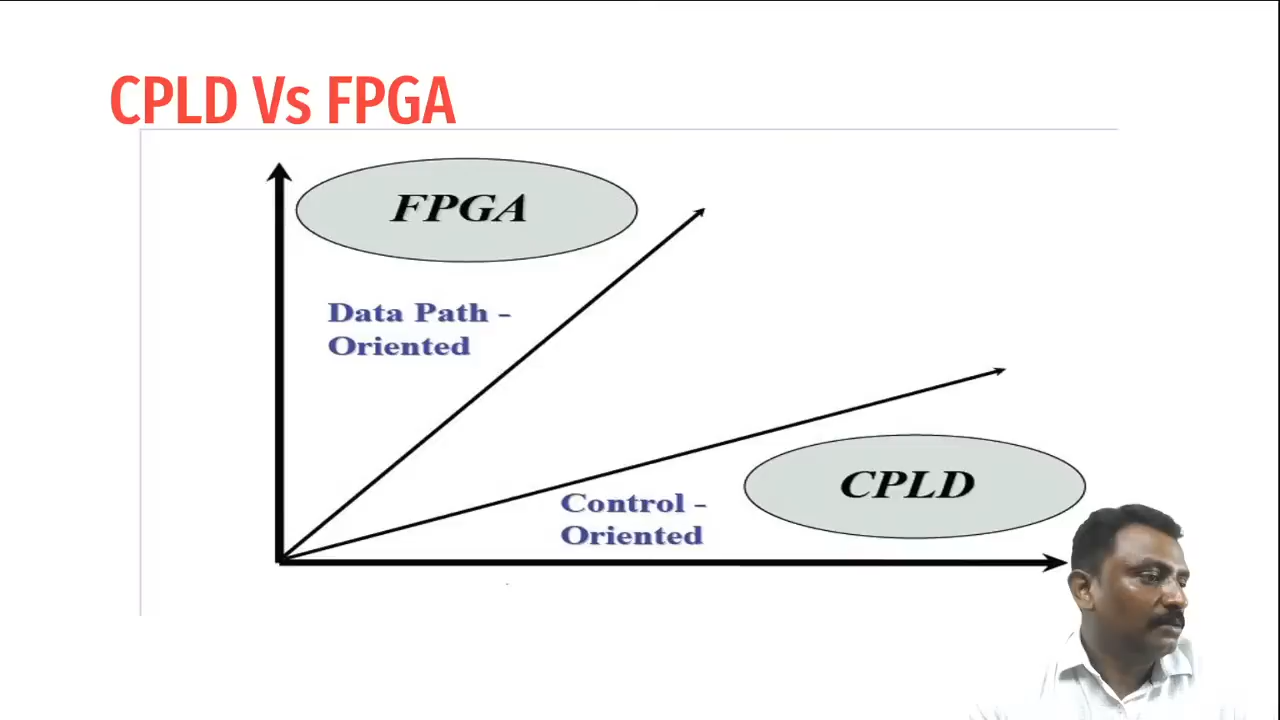 CPLD Vs FPGA
FPGA
Data Path -
Oriented
CPLD
Control -
Oriented